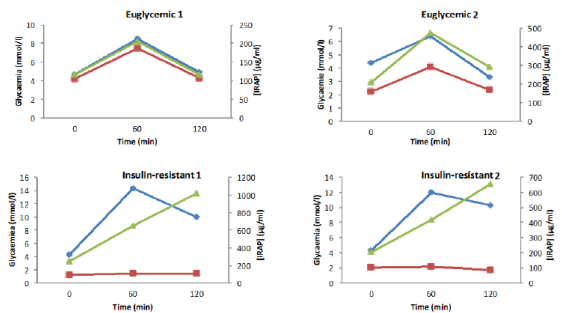 Euglycemic 1
Glycaemia (mmol/l)
10
8
6
4
2
0
250
200
150
100
50
0
[IRAP] (µg/ml)
0 60 120
Time (min)
Euglycemic 2
Glycaemie (mmol/l)
7
6
5
4
3
2
1
0
500
400
300
200
100
0
[IRAP] (µg/ml)
0 60 120
Time (min)
Insulin-resistant 1
Glycaemiea (mmol/l)
16
14
12
10
8
6
4
2
0
1200
1000
800
600
400
200
0
[IRAP] (µg/ml)
0 60 120
Time (min)
Insulin-resistant 2
Glycaemia (mmol/l)
14
12
10
8
6
4
2
0
700
600
500
400
300
200
100
0
[IRAP] (µg/ml)
0 60 120
Time (min)